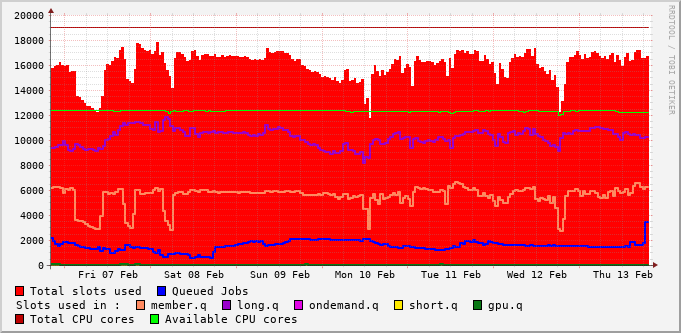 20000
18000
16000
14000
12000
10000
8000
6000
4000
2000
0
Fri 07 Feb Sat 08 Feb Sun 09 Feb Mon 10 Feb Tue 11 Feb Wed 12 Feb Thu 13 Feb
RRDTOOL / TOBI OETIKER
Total slots used Queued Jobs
Slots used in : member.q long.q ondemand.q short.q gpu.q
Total CPU cores Available CPU cores